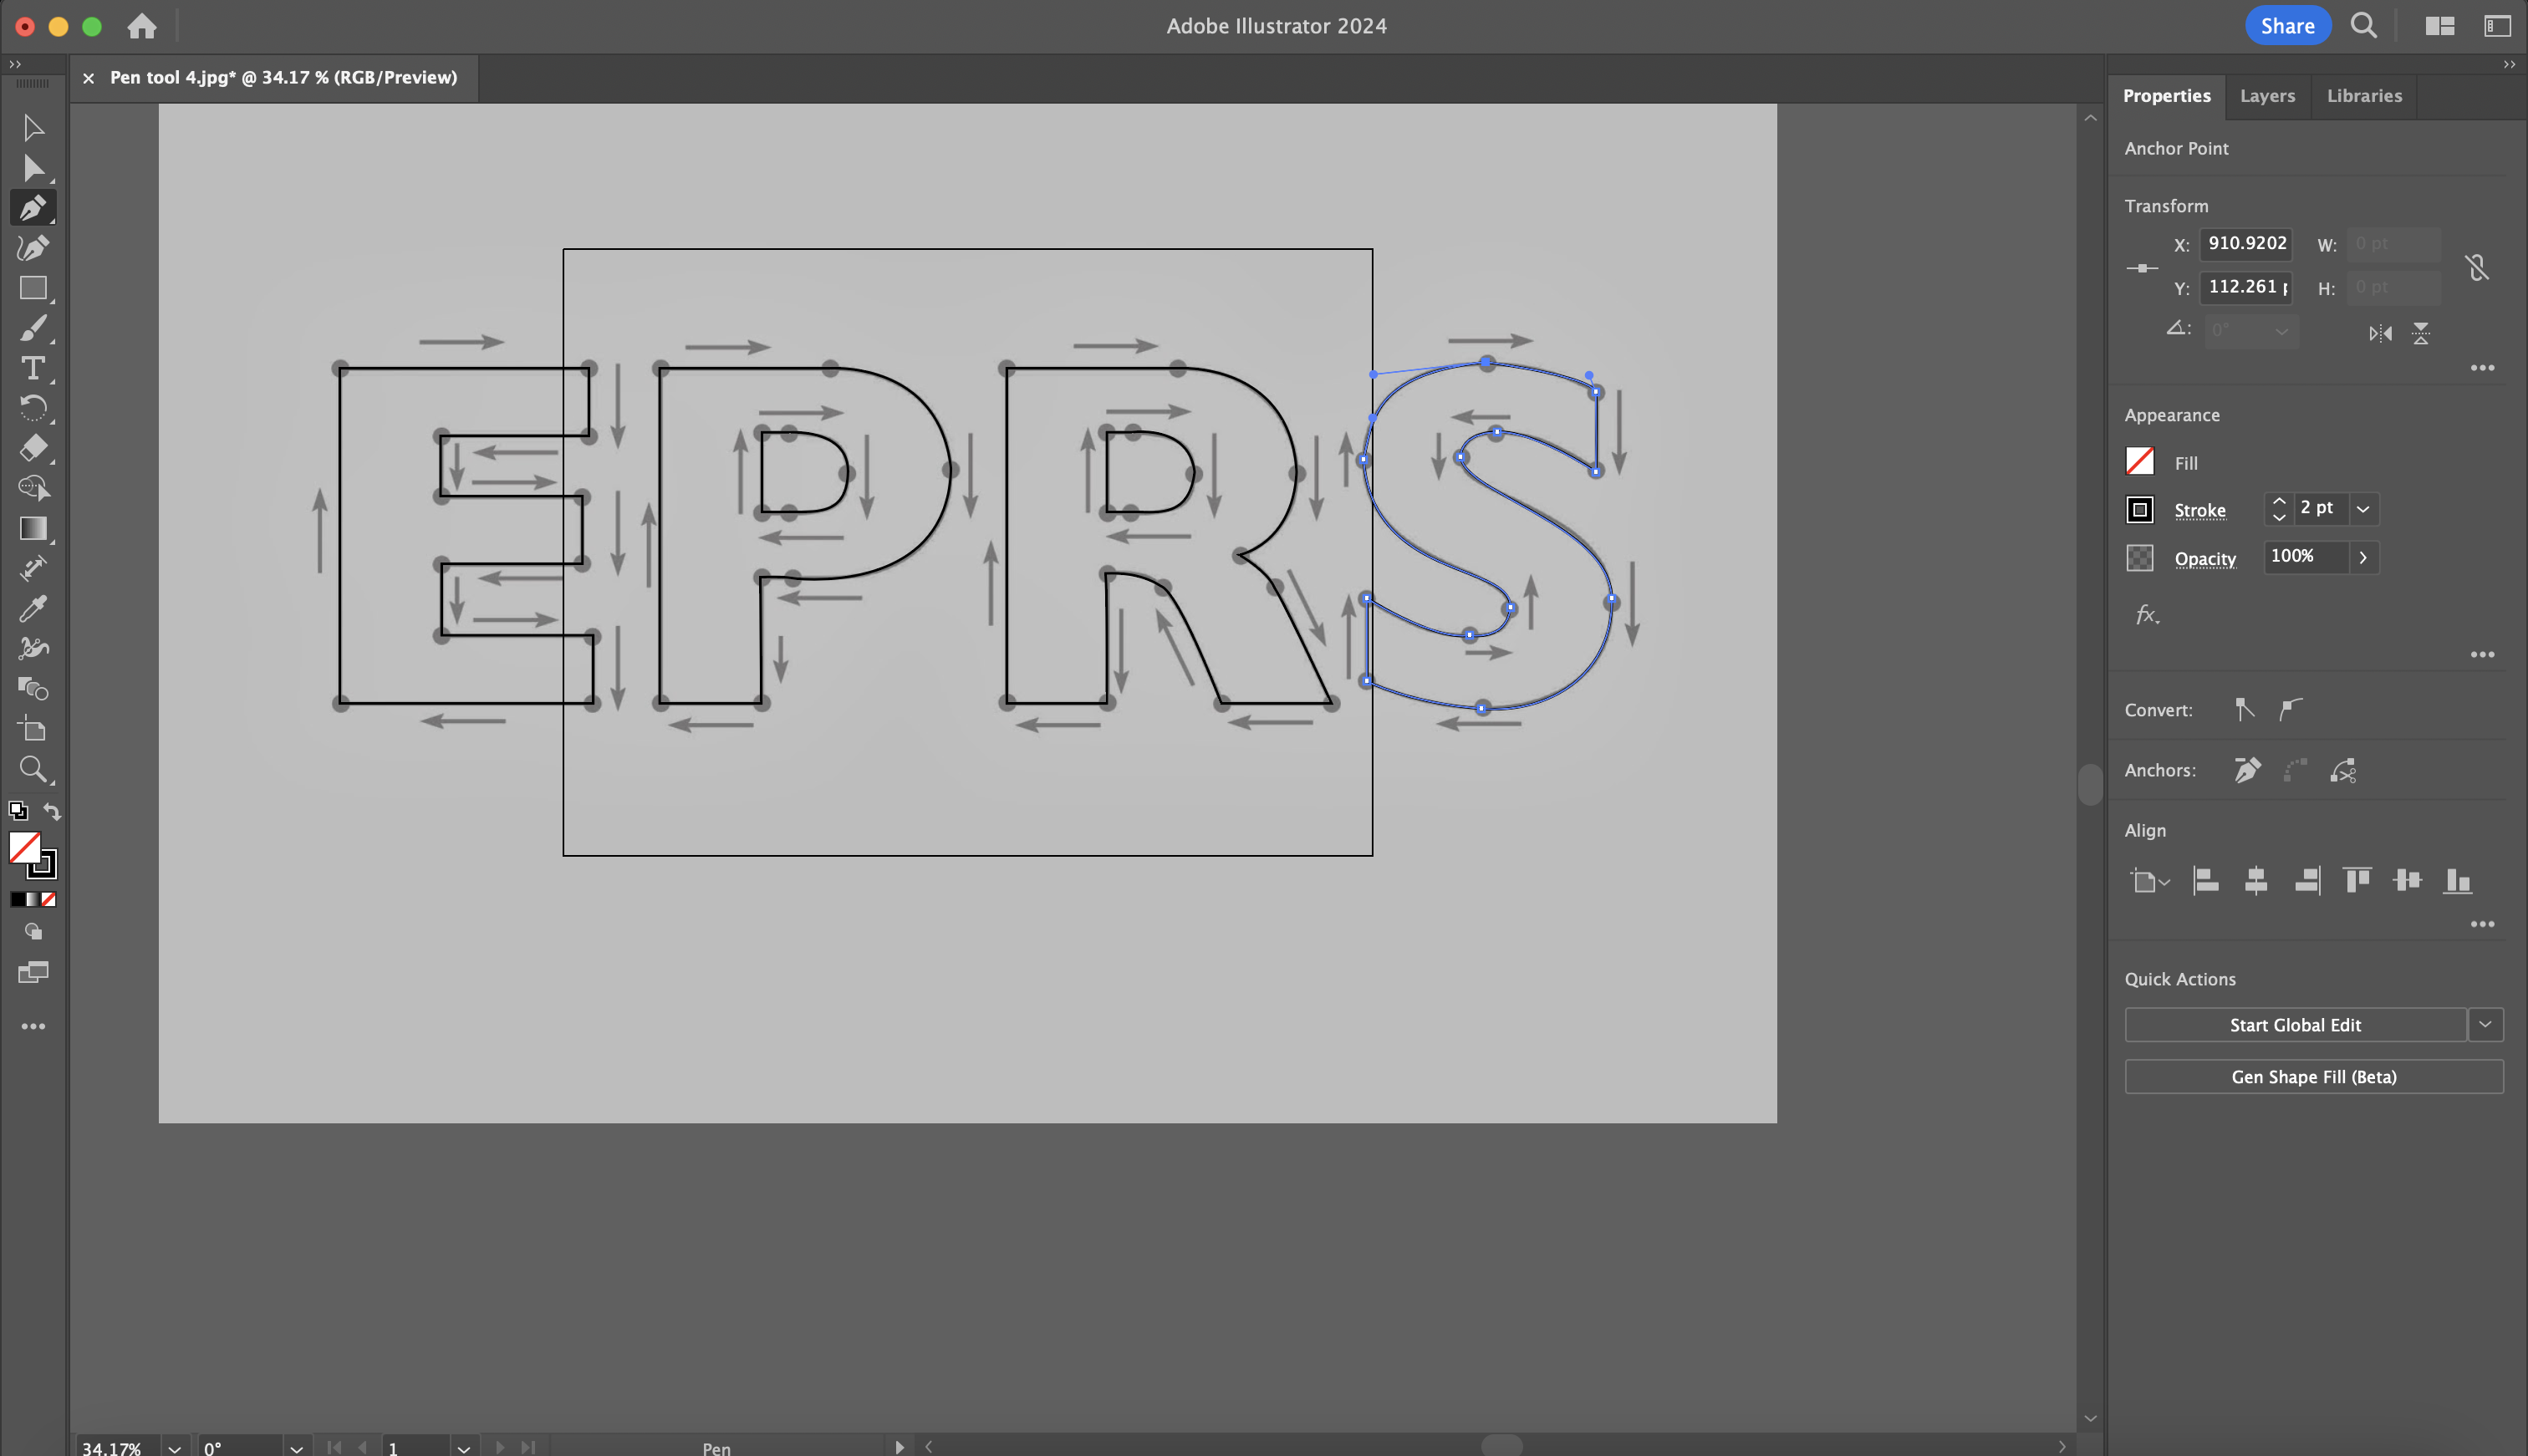 Adobe Illustrator 2024
Share
Pen tool 4.jpg* @ 34.17 % (RGB/Preview)
Properties
Layers
Libraries
Anchor Point
Transform
X: 910.9202 W: 0 pt
Y: 112.261 p H: 0 pt
0°
Appearance
Fill
Stroke 2 pt
Opacity 100%
fx.
Convert:
Anchors:
Align
Quick Actions
Start Global Edit
Gen Shape Fill (Beta)
EPRS
34.17% 0° 1 Pen